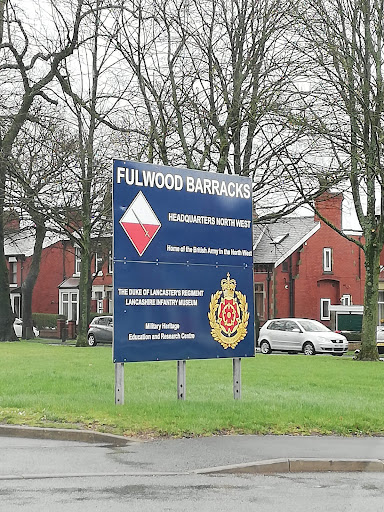 FULWOOD BARRACKS
HEADQUARTERS NORTH WEST
Home of the British Army in the North West
THE DUKE OF LANCASTER'S REGIMENT
LANCASHIRE INFANTRY MUSEUM
Military Heritage
Education and Research Centre